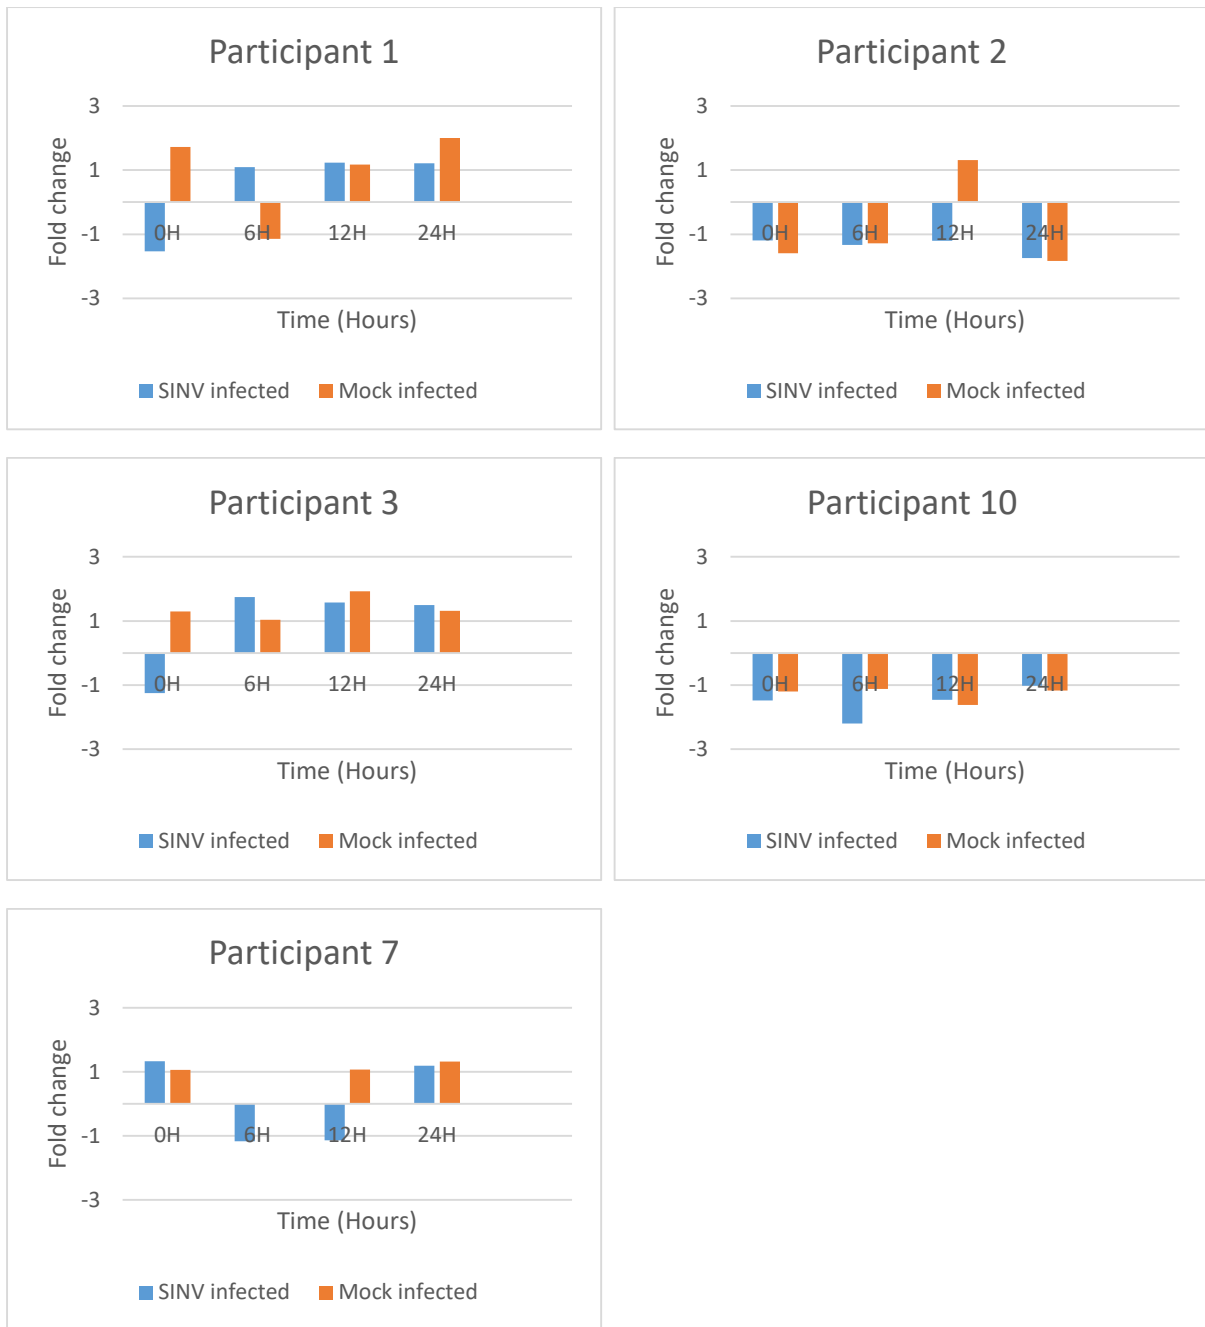 Participant 1
3
1
-1
-3
Fold change
0H 6H 12H 24H
Time (Hours)
SINV infected Mock infected
Participant 2
3
1
-1
-3
Fold change
0H 6H 12H 24H
Time (Hours)
SINV infected Mock infected
Participant 3
3
1
-1
-3
Fold change
0H 6H 12H 24H
Time (Hours)
SINV infected Mock infected
Participant 10
3
1
-1
-3
Fold change
0H 6H 12H 24H
Time (Hours)
SINV infected Mock infected
Participant 7
3
1
-1
-3
Fold change
0H 6H 12H 24H
Time (Hours)
SINV infected Mock infected